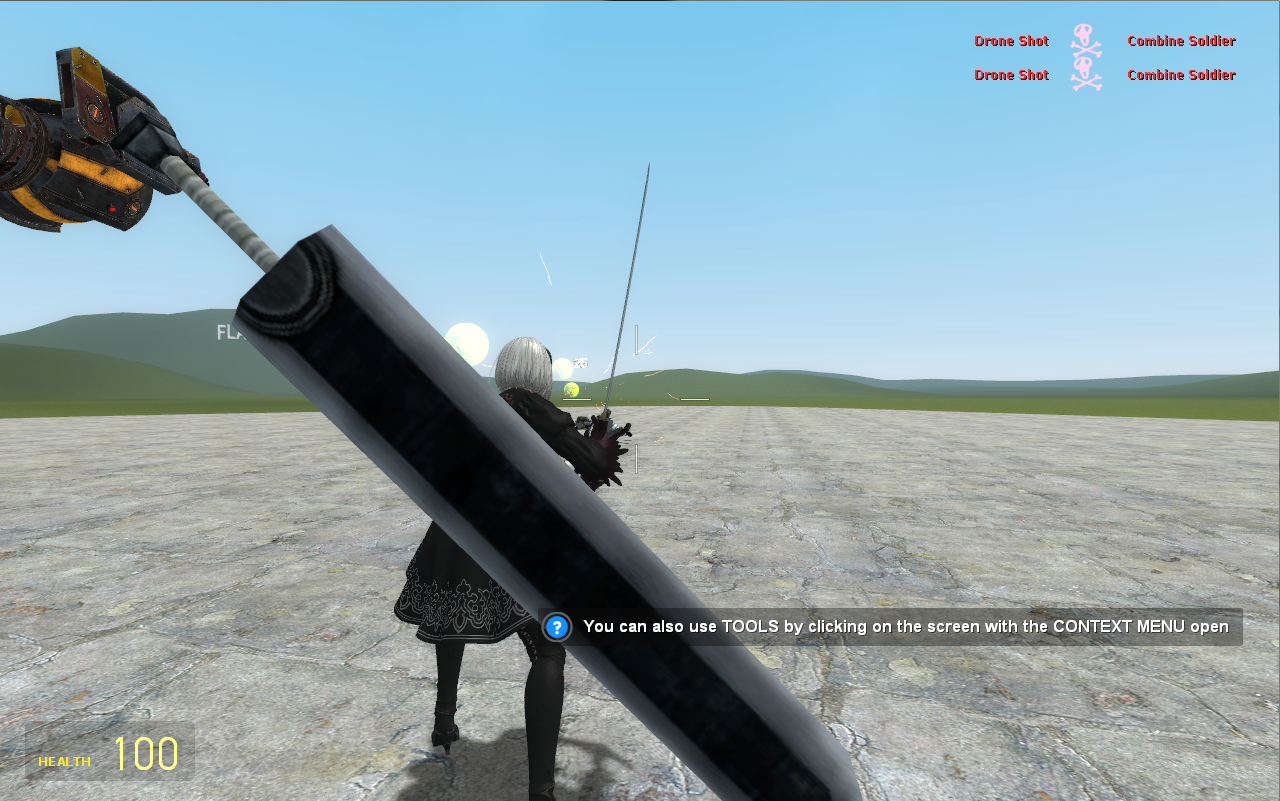 Drone Shot Combine Soldier
Drone Shot Combine Soldier
25
You can also use TOOLS by clicking on the screen with the CONTEXT MENU open
HEALTH 100